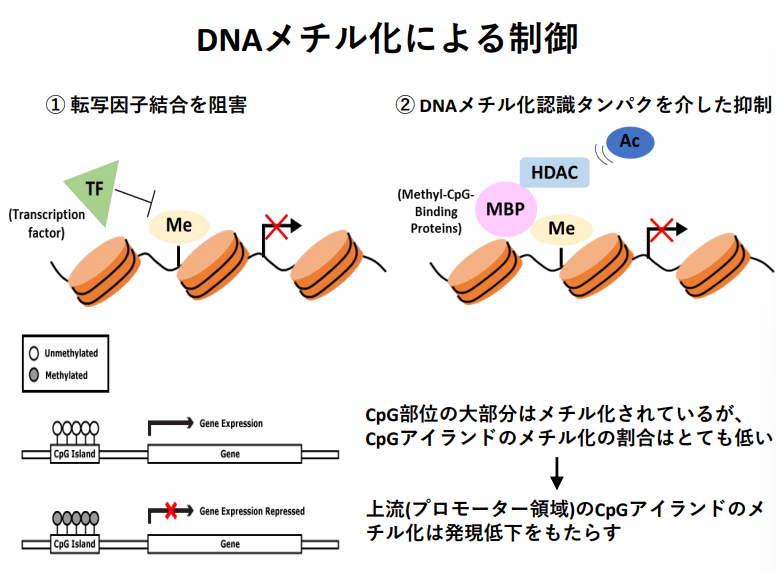 DNAメチル化による制御
① 転写因子結合を阻害
TF
(Transcription
factor)
Me
② DNAメチル化認識タンパクを介した抑制
Ac
HDAC
(Methyl-CpG-
Binding
Proteins)
MBP
Me
Unmethylated
Methylated
Gene Expression
CpG Island
Gene
Gene Expression Repressed
CpG Island
Gene
CpG部位の大部分はメチル化されているが、
CpGアイランドのメチル化の割合はとても低い
上流(プロモーター領域)のCpGアイランドのメ
チル化は発現低下をもたらす